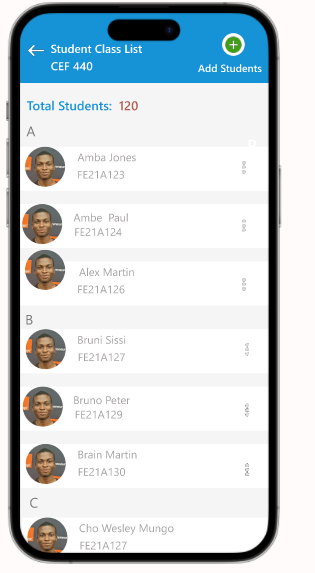 Student Class List
CEF 440
Add Students
Total Students: 120
A
Amba Jones
FE21A123
Ambe Paul
FE21A124
Alex Martin
FE21A126
B
Bruni Sissi
FE21A127
Bruno Peter
FE21A129
Brain Martin
FE21A130
C
Cho Wesley Mungo
FE21A127